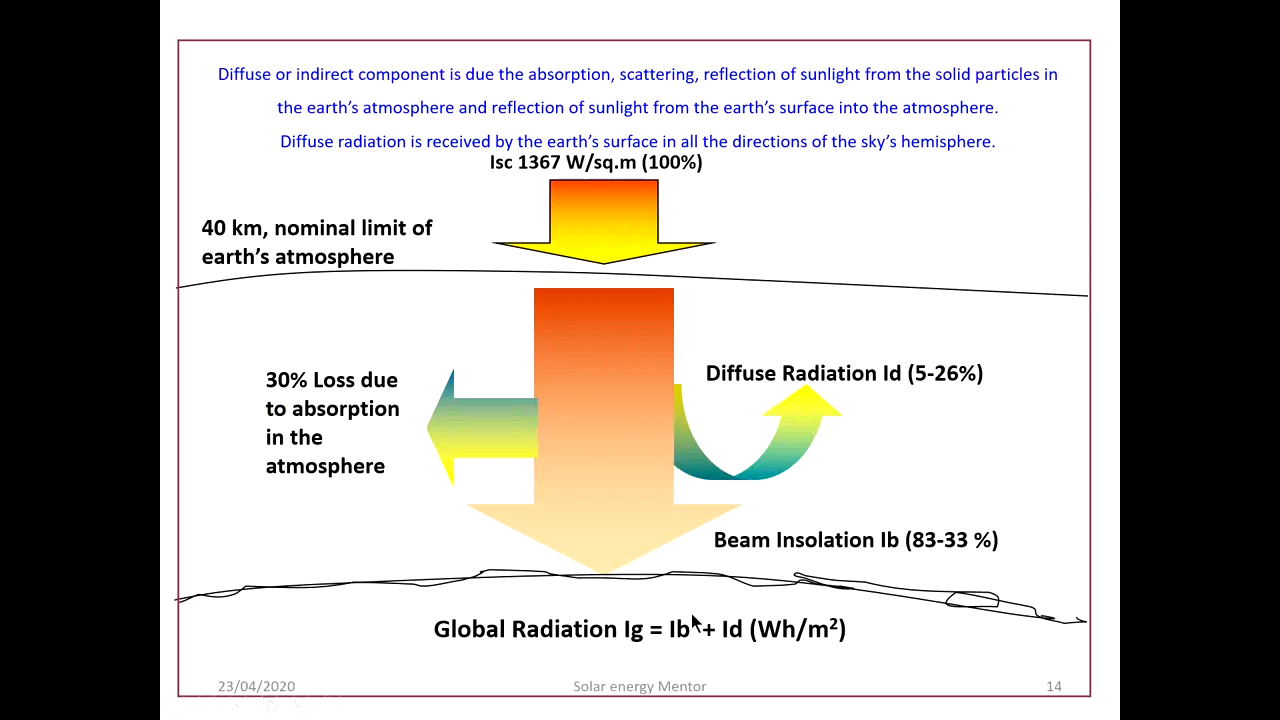 Diffuse or indirect component is due the absorption, scattering, reflection of sunlight from the solid particles in
the earth's atmosphere and reflection of sunlight from the earth's surface into the atmosphere.
Diffuse radiation is received by the earth's surface in all the directions of the sky's hemisphere.
Isc 1367 W/sq.m (100%)
40 km, nominal limit of
earth's atmosphere
30% Loss due
to absorption
in the
atmosphere
Diffuse Radiation Id (5-26%)
Beam Insolation Ib (83-33 %)
Global Radiation Ig = Ib + Id (Wh/m²)
23/04/2020
Solar energy Mentor
14